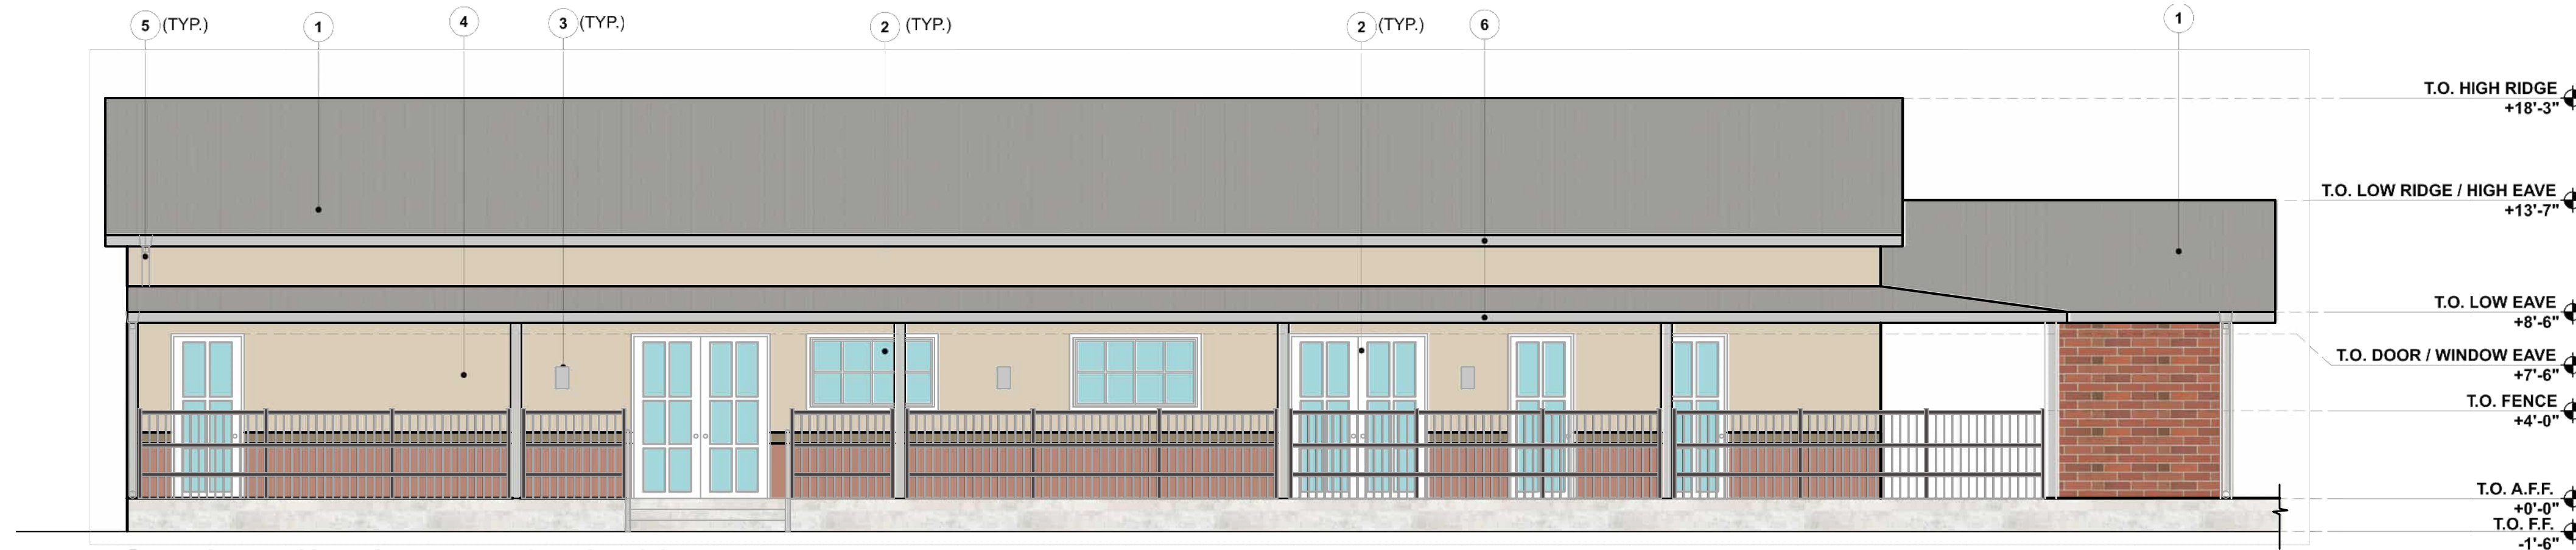 5 (TYP.) 1 4 3 (TYP.) 2 (TYP.) 2 (TYP.) 6 1
T.O. HIGH RIDGE
+18'-3"
T.O. LOW RIDGE / HIGH EAVE
+13'-7"
T.O. LOW EAVE
+8'-6"
T.O. DOOR / WINDOW EAVE
+7'-6"
T.O. FENCE
+4'-0"
T.O. A.F.F.
+0'-0"
T.O. F.F.
-1'-6"